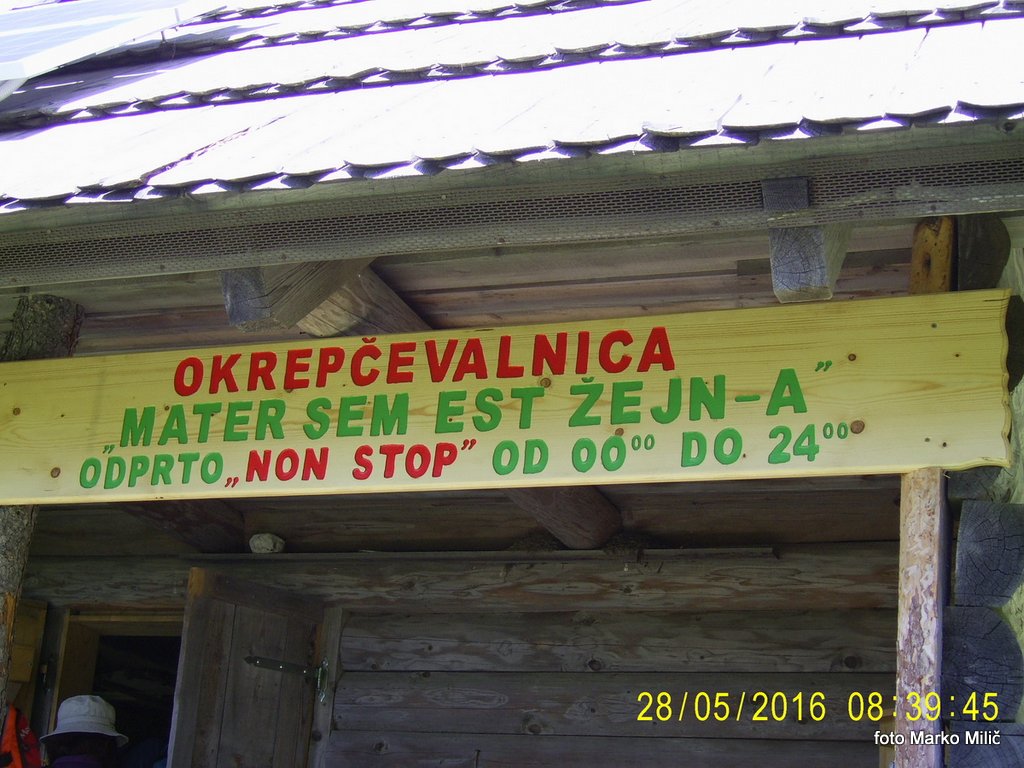 OKREPČEVALNICA
„MATER SEM EST ŽEJN-A”
ODPRTO „NON STOP” OD 00⁰⁰ DO 24⁰⁰
28/05/2016 08:39:45
foto Marko Milič